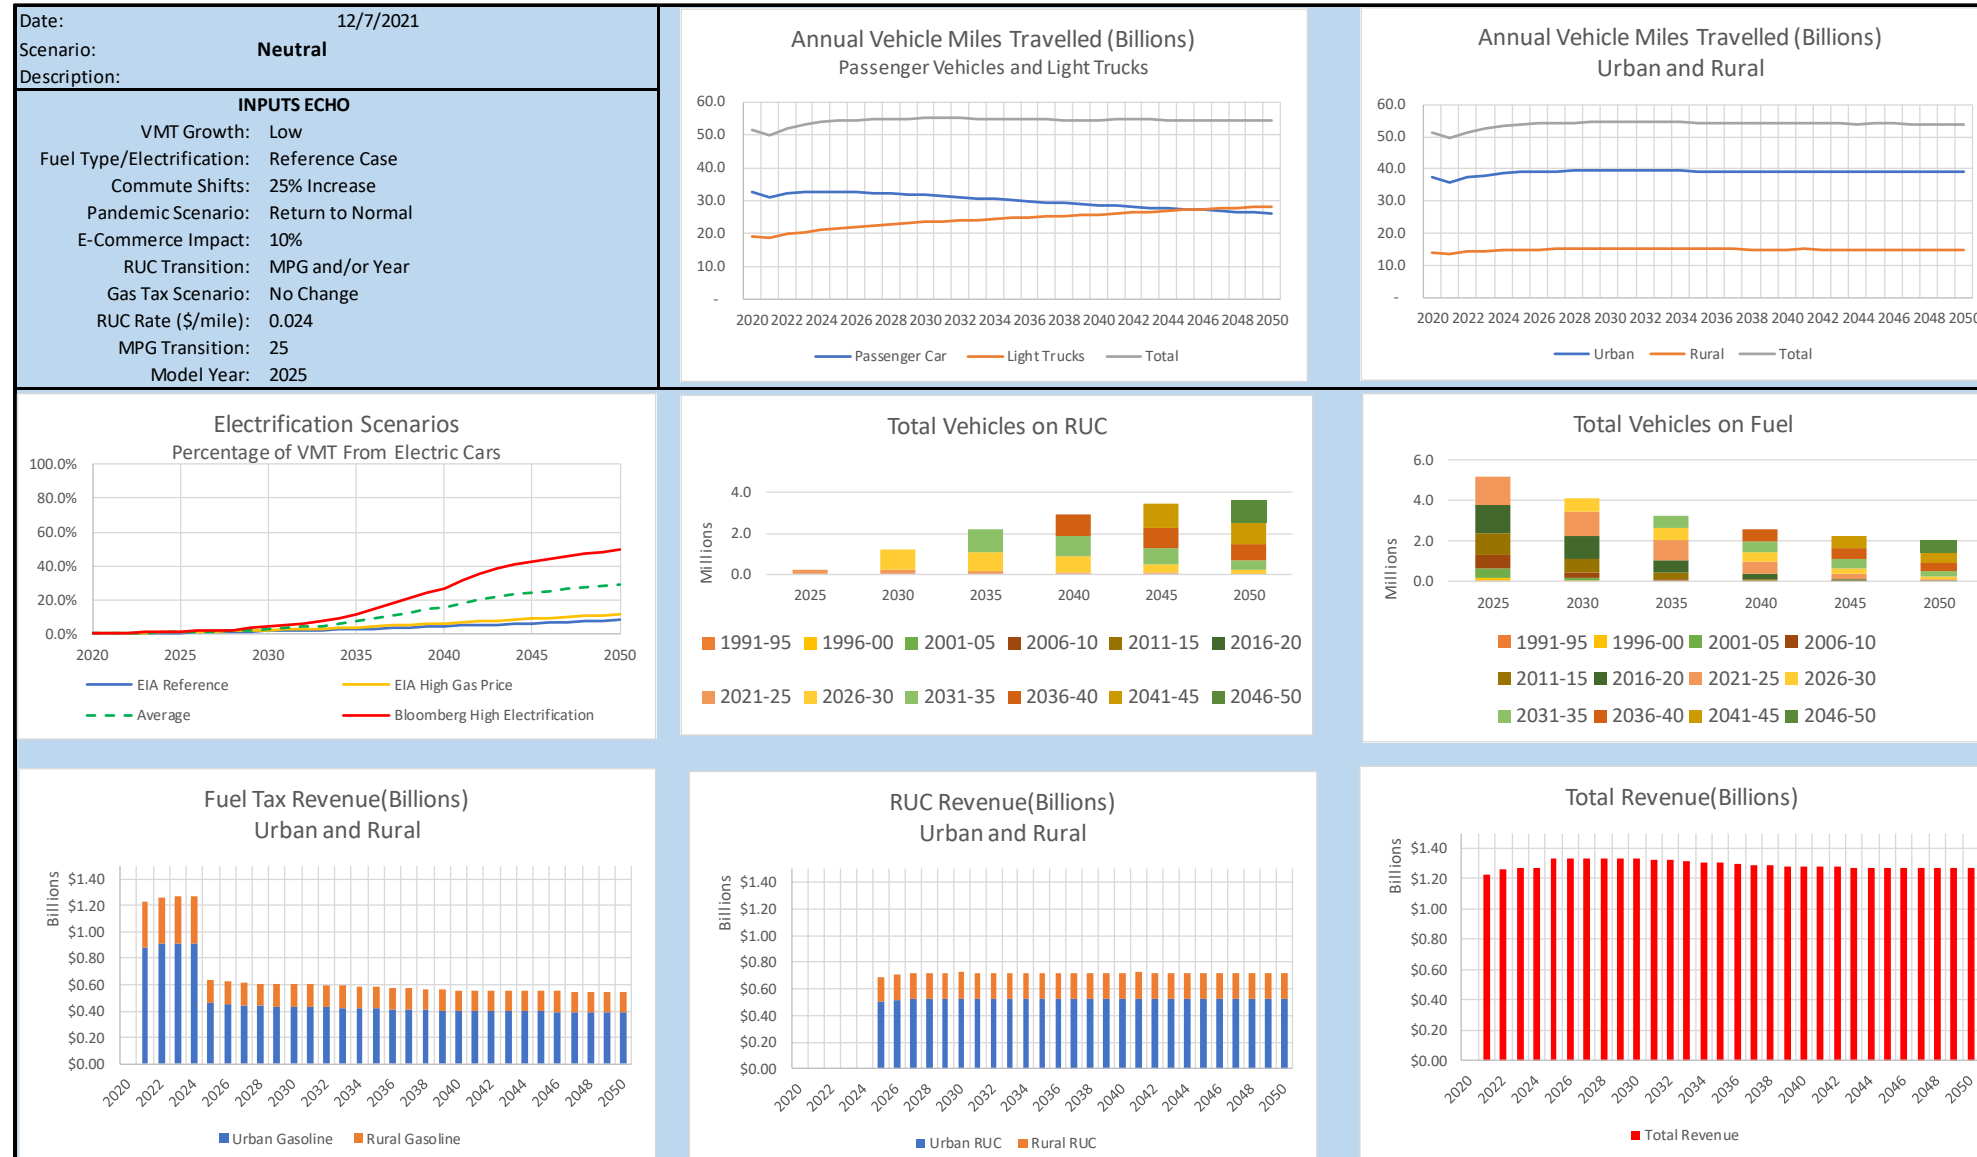 Date: 12/7/2021
Scenario: Neutral
Description:
INPUTS ECHO
VMT Growth: Low
Fuel Type/Electrification: Reference Case
Commute Shifts: 25% Increase
Pandemic Scenario: Return to Normal
E-Commerce Impact: 10%
RUC Transition: MPG and/or Year
Gas Tax Scenario: No Change
RUC Rate ($/mile): 0.024
MPG Transition: 25
Model Year: 2025
Annual Vehicle Miles Travelled (Billions)
Passenger Vehicles and Light Trucks
60.0
50.0
40.0
30.0
20.0
10.0
-
2020 2022 2024 2026 2028 2030 2032 2034 2036 2038 2040 2042 2044 2046 2048 2050
Passenger Car Light Trucks Total
Annual Vehicle Miles Travelled (Billions)
Urban and Rural
60.0
50.0
40.0
30.0
20.0
10.0
-
2020 2022 2024 2026 2028 2030 2032 2034 2036 2038 2040 2042 2044 2046 2048 2050
Urban Rural Total
Electrification Scenarios
Percentage of VMT From Electric Cars
100.0%
80.0%
60.0%
40.0%
20.0%
0.0%
2020 2025 2030 2035 2040 2045 2050
EIA Reference EIA High Gas Price
Average Bloomberg High Electrification
Total Vehicles on RUC
Millions
4.0
2.0
0.0
2025 2030 2035 2040 2045 2050
1991-95 1996-00 2001-05 2006-10 2011-15 2016-20
2021-25 2026-30 2031-35 2036-40 2041-45 2046-50
Total Vehicles on Fuel
Millions
6.0
4.0
2.0
0.0
2025 2030 2035 2040 2045 2050
1991-95 1996-00 2001-05 2006-10
2011-15 2016-20 2021-25 2026-30
2031-35 2036-40 2041-45 2046-50
Fuel Tax Revenue(Billions)
Urban and Rural
Billions
$1.40
$1.20
$1.00
$0.80
$0.60
$0.40
$0.20
$0.00
2020 2022 2024 2026 2028 2030 2032 2034 2036 2038 2040 2042 2044 2046 2048 2050
Urban Gasoline Rural Gasoline
RUC Revenue(Billions)
Urban and Rural
Billions
$1.40
$1.20
$1.00
$0.80
$0.60
$0.40
$0.20
$0.00
2020 2022 2024 2026 2028 2030 2032 2034 2036 2038 2040 2042 2044 2046 2048 2050
Urban RUC Rural RUC
Total Revenue(Billions)
Billions
$1.40
$1.20
$1.00
$0.80
$0.60
$0.40
$0.20
$0.00
2020 2022 2024 2026 2028 2030 2032 2034 2036 2038 2040 2042 2044 2046 2048 2050
Total Revenue